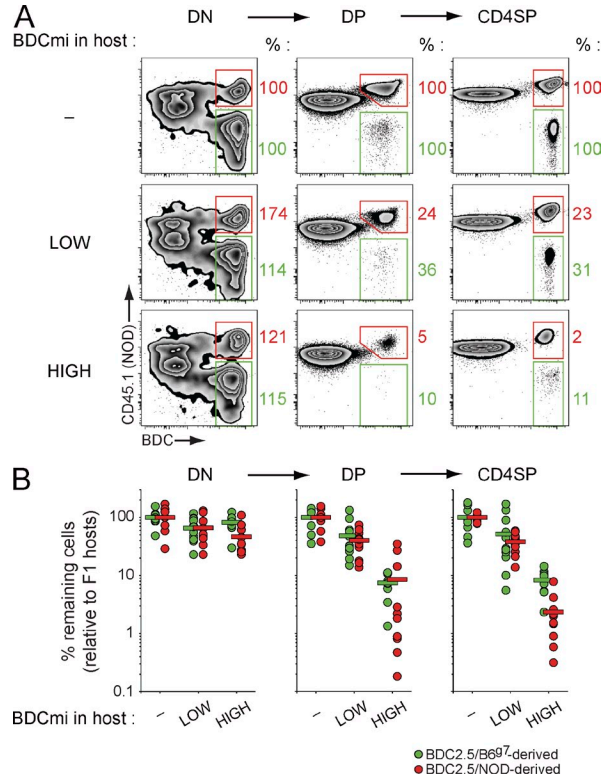 A
DN DP CD4SP
BDCmi in host : % : % : % :
– 100 100 100
100 100 100
LOW 174 24 23
114 36 31
HIGH 121 5 2
115 10 11
CD45.1 (NOD)
BDC
B
DN DP CD4SP
% remaining cells
(relative to F1 hosts)
100
10
1
0.1
BDCmi in host : – LOW HIGH – LOW HIGH – LOW HIGH
BDC2.5/B6g7-derived
BDC2.5/NOD-derived